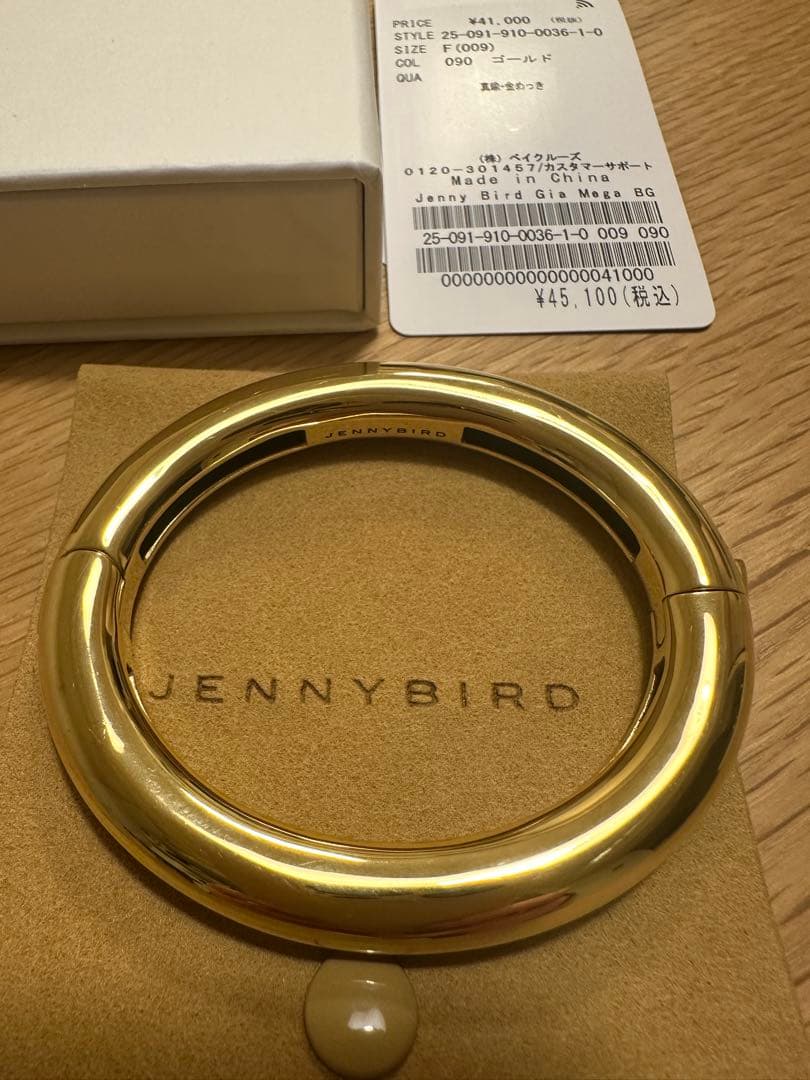 PRICE ¥41,000 (税抜)
STYLE 25-091-910-0036-1-0
SIZE F(009)
COL 090 ゴールド
QUA
真鍮・金めっき
(株) ベイクルーズ
0120-301457/カスタマーサポート
Made in China
Jenny Bird Gia Mega BG
25-091-910-0036-1-0 009 090
00000000000000041000
¥45,100(税込)
JENNYBIRD
JENNYBIRD